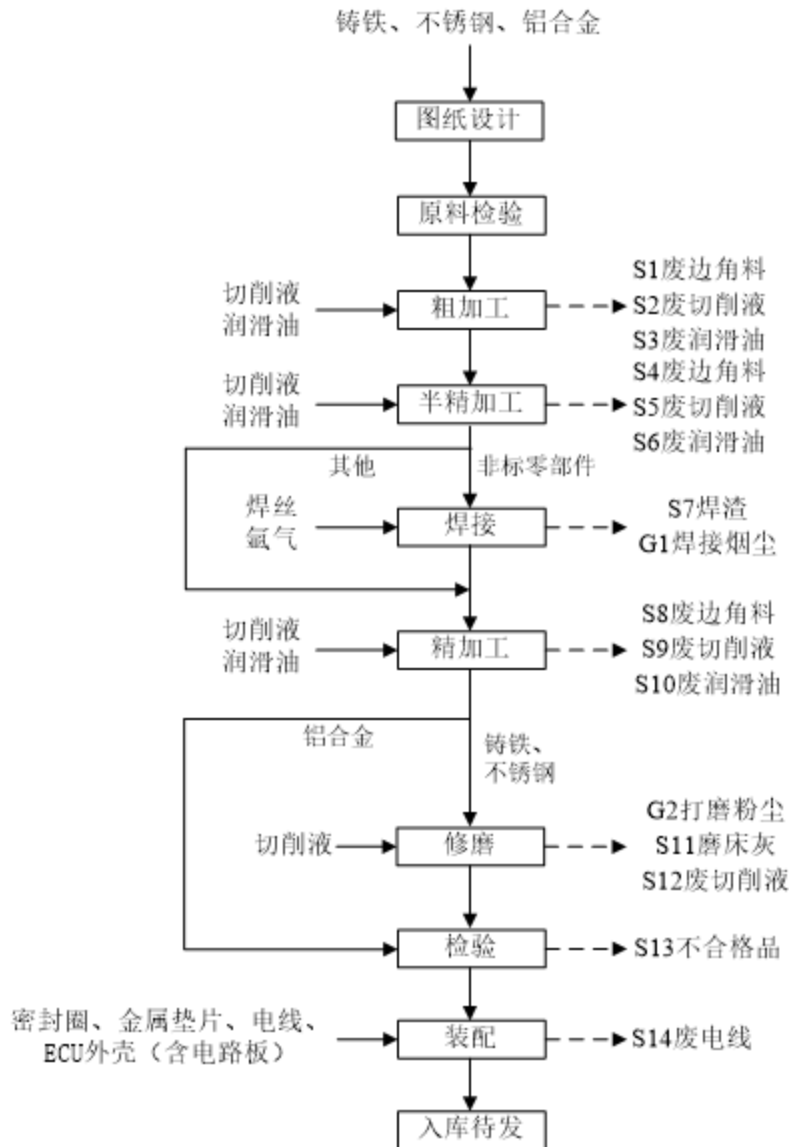 铸铁、不锈钢、铝合金
图纸设计
原料检验
切削液
润滑油
粗加工
S1废边角料
S2废切削液
S3废润滑油
切削液
润滑油
半精加工
S4废边角料
S5废切削液
S6废润滑油
其他
非标零部件
焊丝
氩气
焊接
S7焊渣
G1焊接烟尘
切削液
润滑油
精加工
S8废边角料
S9废切削液
S10废润滑油
铝合金
铸铁、
不锈钢
切削液
修磨
G2打磨粉尘
S11磨床灰
S12废切削液
检验
S13不合格品
密封圈、金属垫片、电线、
ECU外壳（含电路板）
装配
S14废电线
入库待发